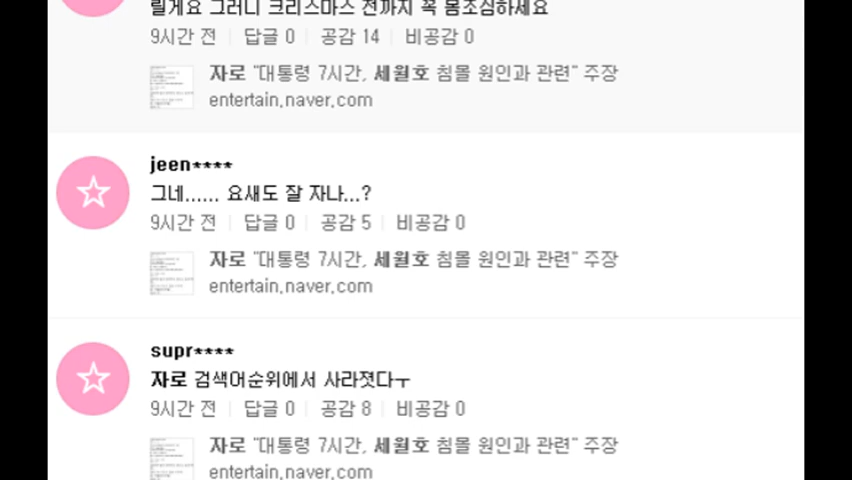 릴게요 그러니 크리스마스 전까지 꼭 몸조심하세요
9시간 전 답글 0 공감 14 비공감 0
자로 "대통령 7시간, 세월호 침몰 원인과 관련" 주장
entertain.naver.com
jeen****
그네...... 요새도 잘 자나...?
9시간 전 답글 0 공감 5 비공감 0
자로 "대통령 7시간, 세월호 침몰 원인과 관련" 주장
entertain.naver.com
supr****
자로 검색어순위에서 사라졋다ㅜ
9시간 전 답글 0 공감 8 비공감 0
자로 "대통령 7시간, 세월호 침몰 원인과 관련" 주장
entertain.naver.com